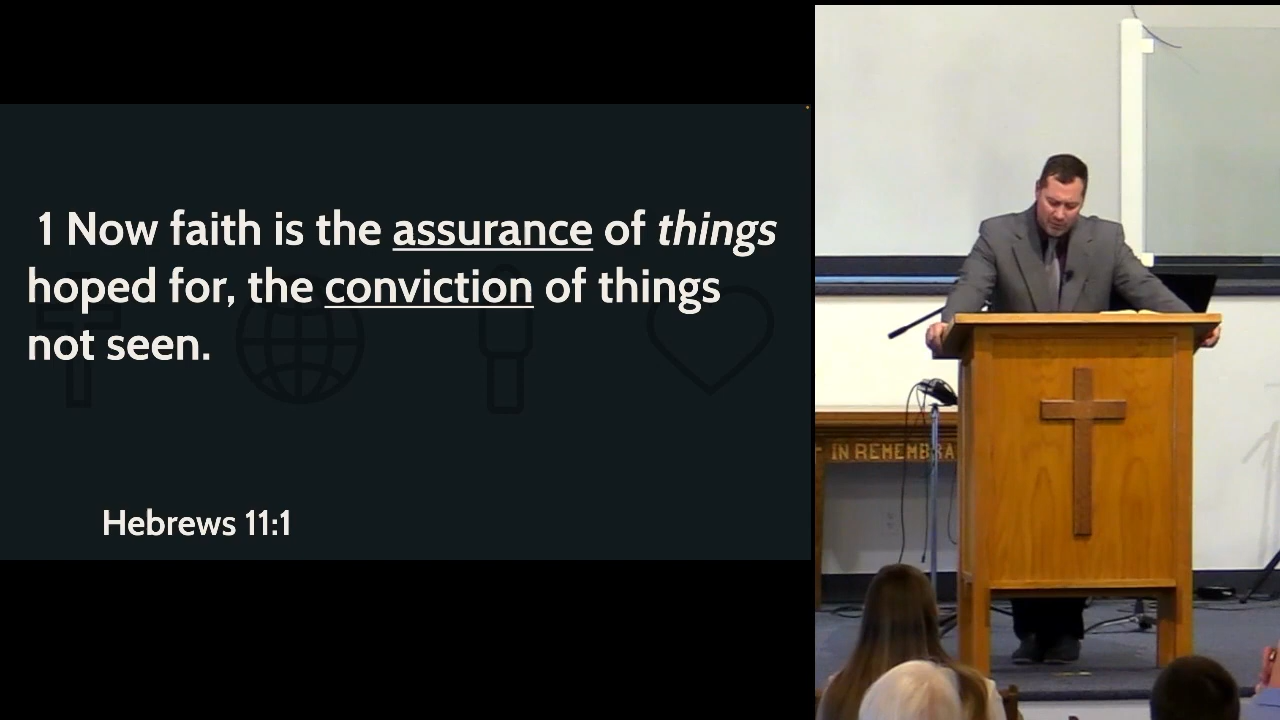 1 Now faith is the assurance of things
hoped for, the conviction of things
not seen.
Hebrews 11:1
IN REMEMBRA